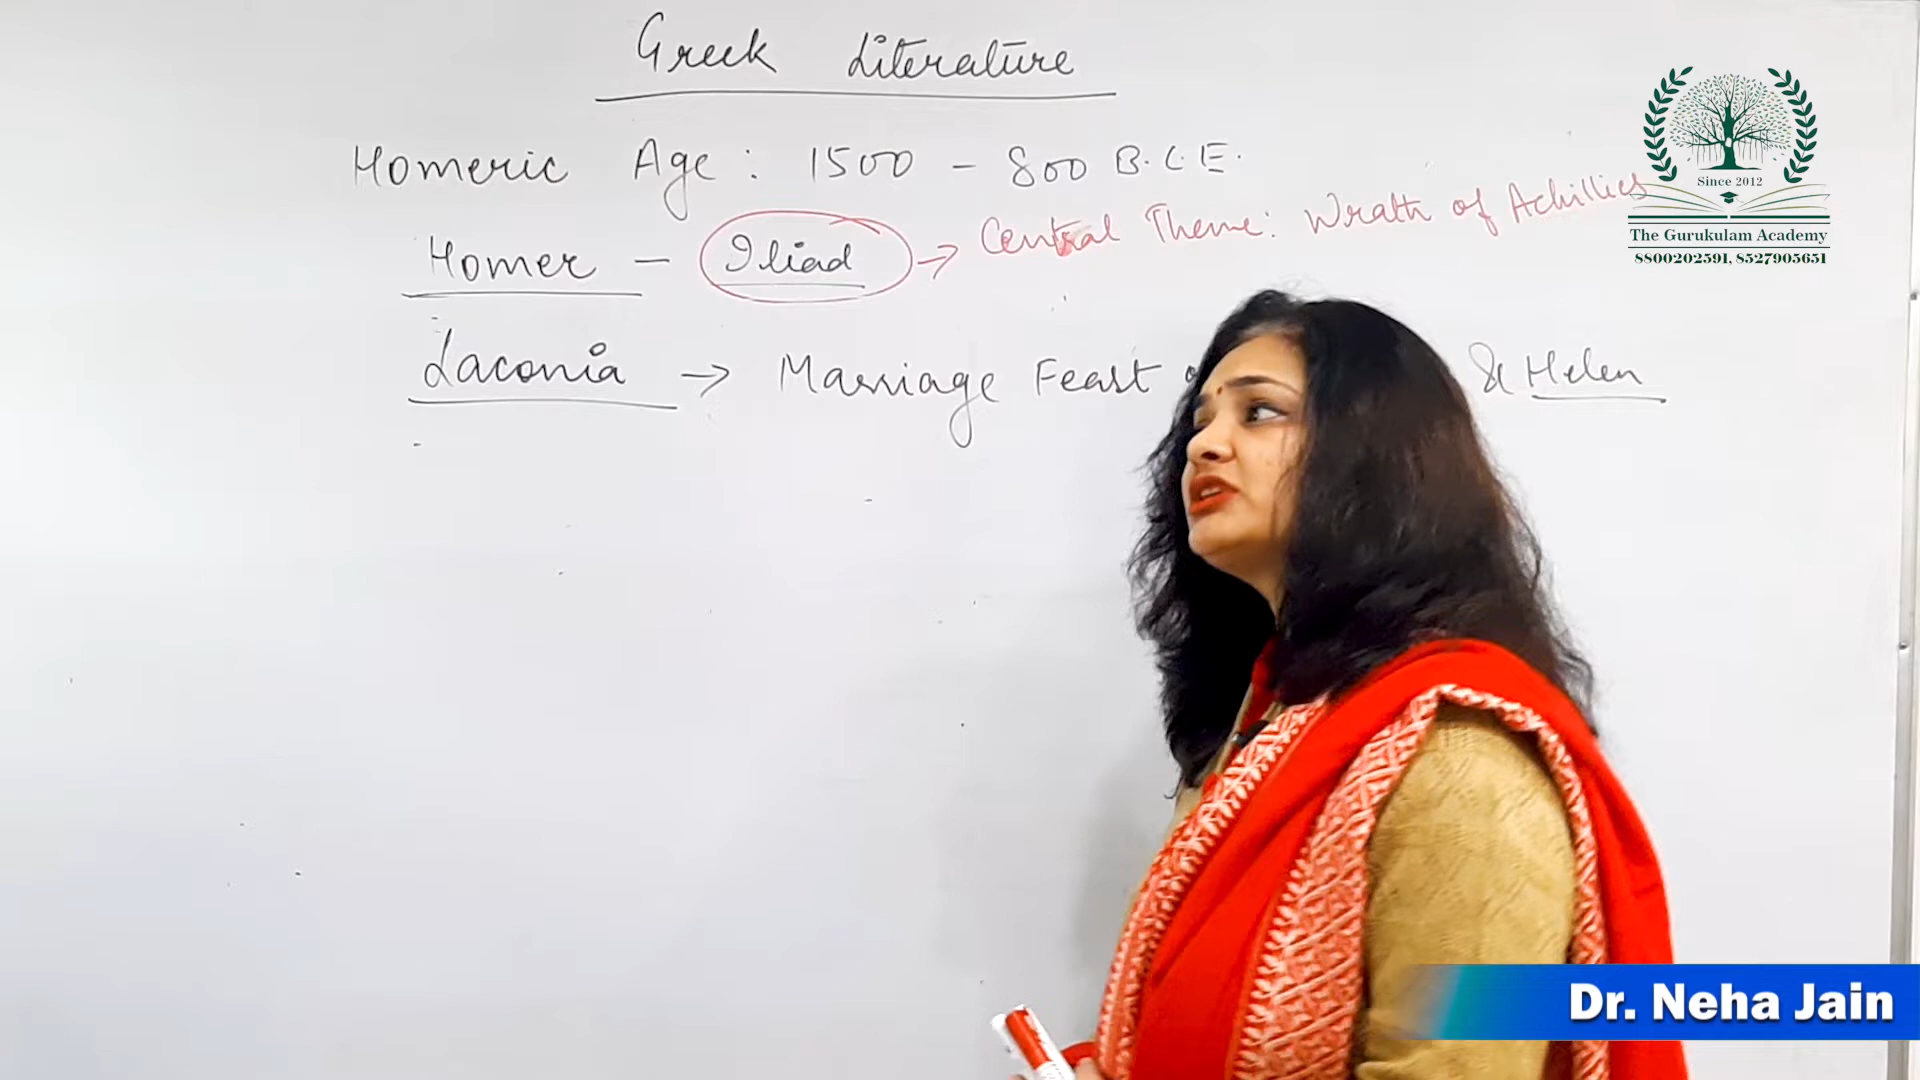 Greek Literature
Homeric Age : 1500 - 800 B.C.E.
Homer - Iliad → Central Theme: Wrath of Achillies
Laconia → Marriage Feast & Helen
Since 2012
The Gurukulam Academy
8800202591, 8527905651
Dr. Neha Jain